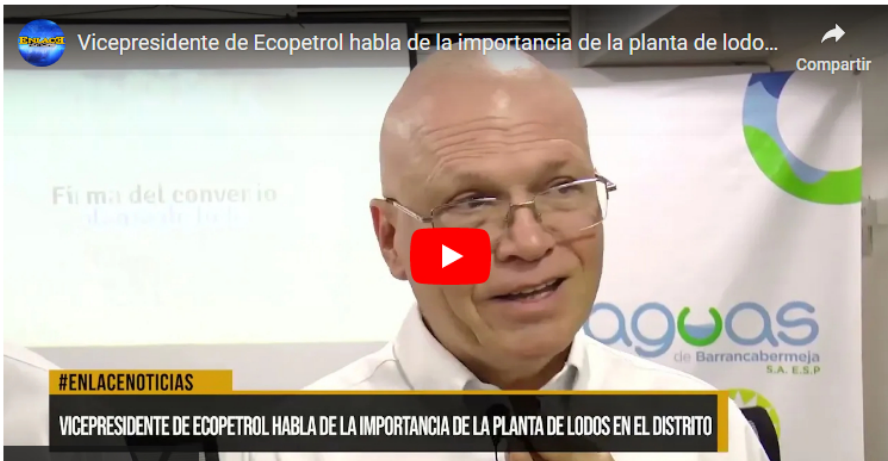 ENLACE
Vicepresidente de Ecopetrol habla de la importancia de la planta de lodo...
Compartir
Firma del convenio
aguas
de Barrancabermeja
S.A. E.S.P
#ENLACENOTICIAS
VICEPRESIDENTE DE ECOPETROL HABLA DE LA IMPORTANCIA DE LA PLANTA DE LODOS EN EL DISTRITO